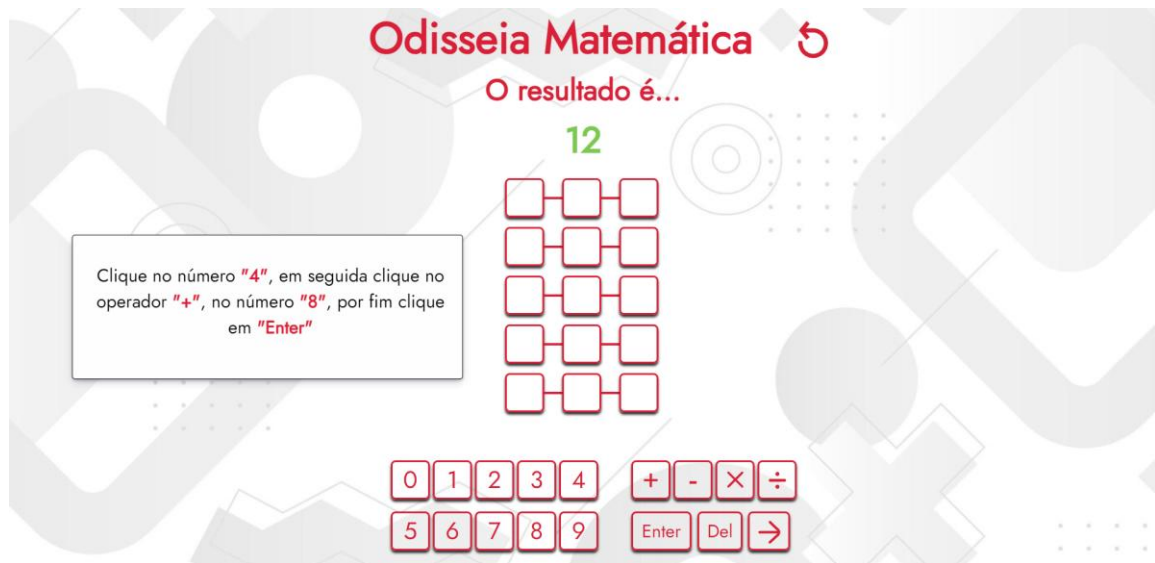 Odisseia Matemática
O resultado é...
12
Clique no número "4", em seguida clique no
operador "+", no número "8", por fim clique
em "Enter"
0 1 2 3 4 + - × ÷
5 6 7 8 9 Enter Del →